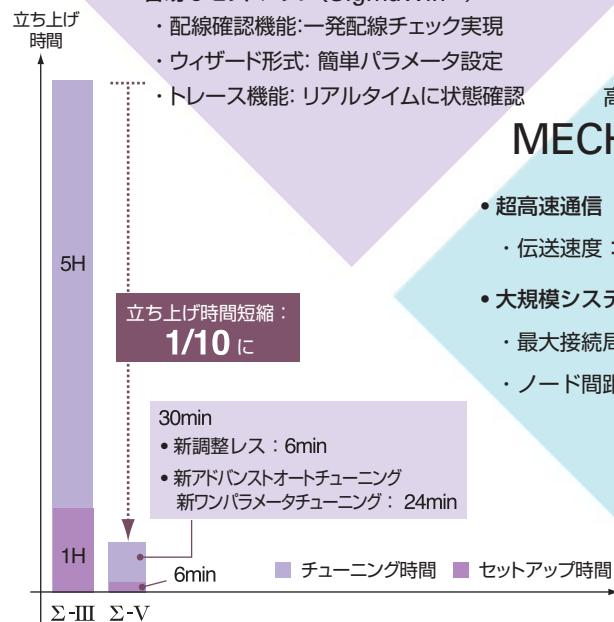 ・配線確認機能:一発配線チェック実現
・ウィザード形式: 簡単パラメータ設定
・トレース機能: リアルタイムに状態確認
立ち上げ
時間
高
MECH
• 超高速通信
・伝送速度：
• 大規模システ
・最大接続局
・ノード間距
5H
立ち上げ時間短縮：
1/10 に
30min
• 新調整レス：6min
• 新アドバンストオートチューニング
新ワンパラメータチューニング： 24min
1H
6min
チューニング時間 セットアップ時間
Σ-III Σ-V